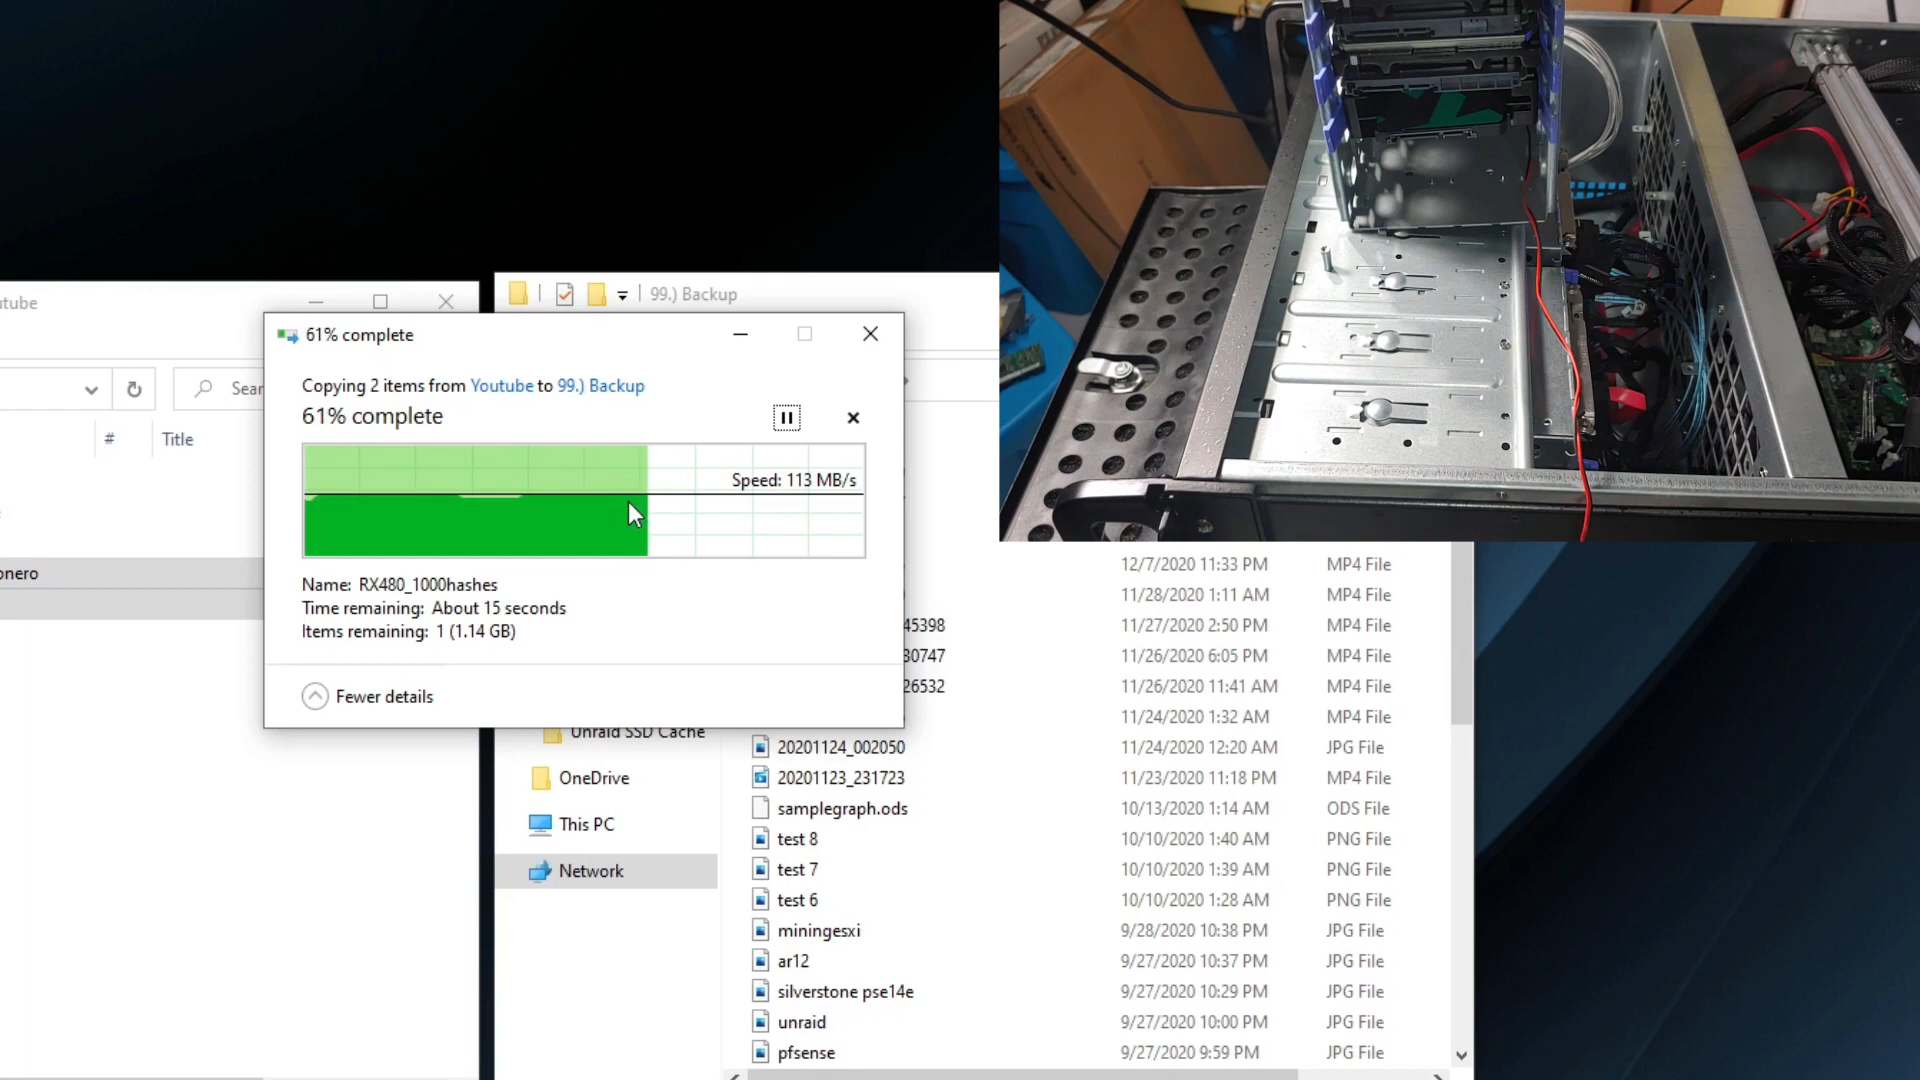 utube
99.) Backup
61% complete
Copying 2 items from Youtube to 99.) Backup
61% complete
Sear
# Title
Speed: 113 MB/s
onero
Name: RX480_1000hashes
Time remaining: About 15 seconds
Items remaining: 1 (1.14 GB)
Fewer details
12/7/2020 11:33 PM MP4 File
11/28/2020 1:11 AM MP4 File
45398 11/27/2020 2:50 PM MP4 File
30747 11/26/2020 6:05 PM MP4 File
26532 11/26/2020 11:41 AM MP4 File
11/24/2020 1:32 AM MP4 File
Unraid SSD Cache
OneDrive
This PC
Network
20201124_002050 11/24/2020 12:20 AM JPG File
20201123_231723 11/23/2020 11:18 PM MP4 File
samplegraph.ods 10/13/2020 1:14 AM ODS File
test 8 10/10/2020 1:40 AM PNG File
test 7 10/10/2020 1:39 AM PNG File
test 6 10/10/2020 1:28 AM PNG File
miningesxi 9/28/2020 10:38 PM JPG File
ar12 9/27/2020 10:37 PM JPG File
silverstone pse14e 9/27/2020 10:29 PM JPG File
unraid 9/27/2020 10:00 PM JPG File
pfsense 9/27/2020 9:59 PM JPG File